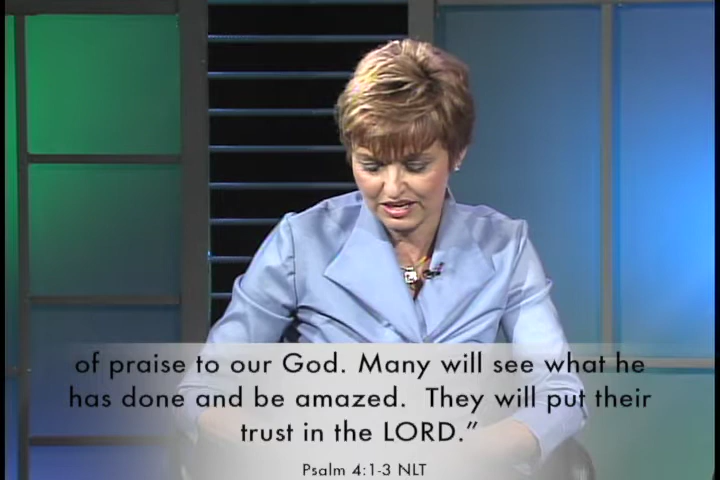 of praise to our God. Many will see what he
has done and be amazed.  They will put their
trust in the LORD.”
Psalm 4:1-3 NLT